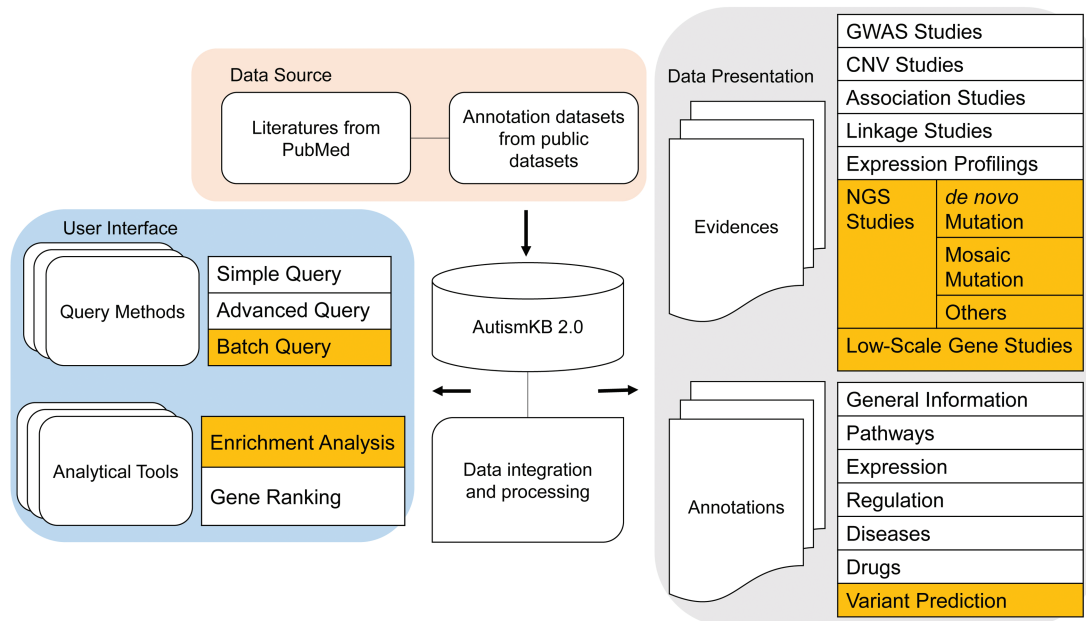 Data Source
Literatures from
PubMed
Annotation datasets
from public
datasets
User Interface
Query Methods
Simple Query
Advanced Query
Batch Query
Analytical Tools
Enrichment Analysis
Gene Ranking
AutismKB 2.0
Data integration
and processing
Data Presentation
Evidences
GWAS Studies
CNV Studies
Association Studies
Linkage Studies
Expression Profilings
NGS
Studies
de novo
Mutation
Mosaic
Mutation
Others
Low-Scale Gene Studies
Annotations
General Information
Pathways
Expression
Regulation
Diseases
Drugs
Variant Prediction